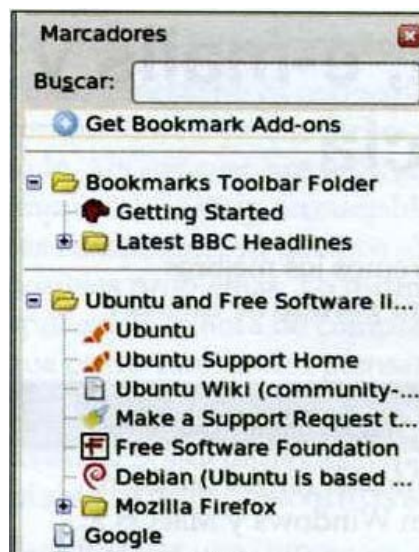 Marcadores
Buscar:
Get Bookmark Add-ons
Bookmarks Toolbar Folder
Getting Started
Latest BBC Headlines
Ubuntu and Free Software li...
Ubuntu
Ubuntu Support Home
Ubuntu Wiki (community-...
Make a Support Request t...
Free Software Foundation
Debian (Ubuntu is based ...
Mozilla Firefox
Google